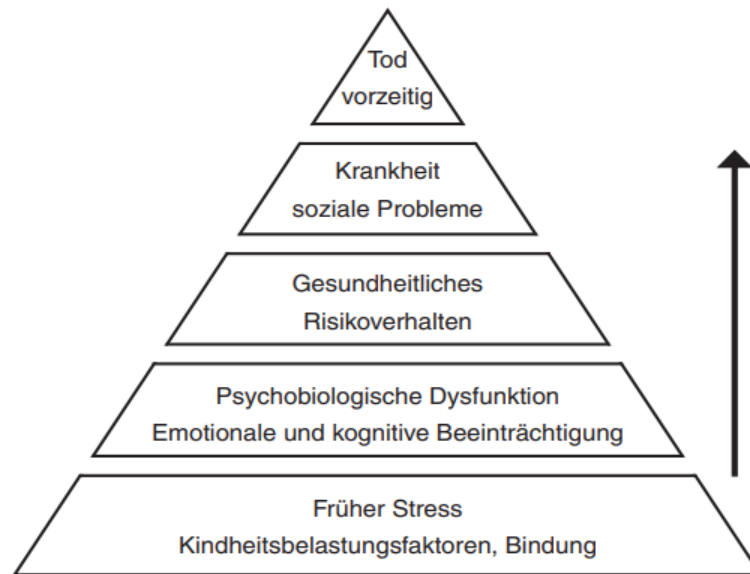 Tod
vorzeitig
Krankheit
soziale Probleme
Gesundheitliches
Risikoverhalten
Psychobiologische Dysfunktion
Emotionale und kognitive Beeinträchtigung
Früher Stress
Kindheitsbelastungsfaktoren, Bindung